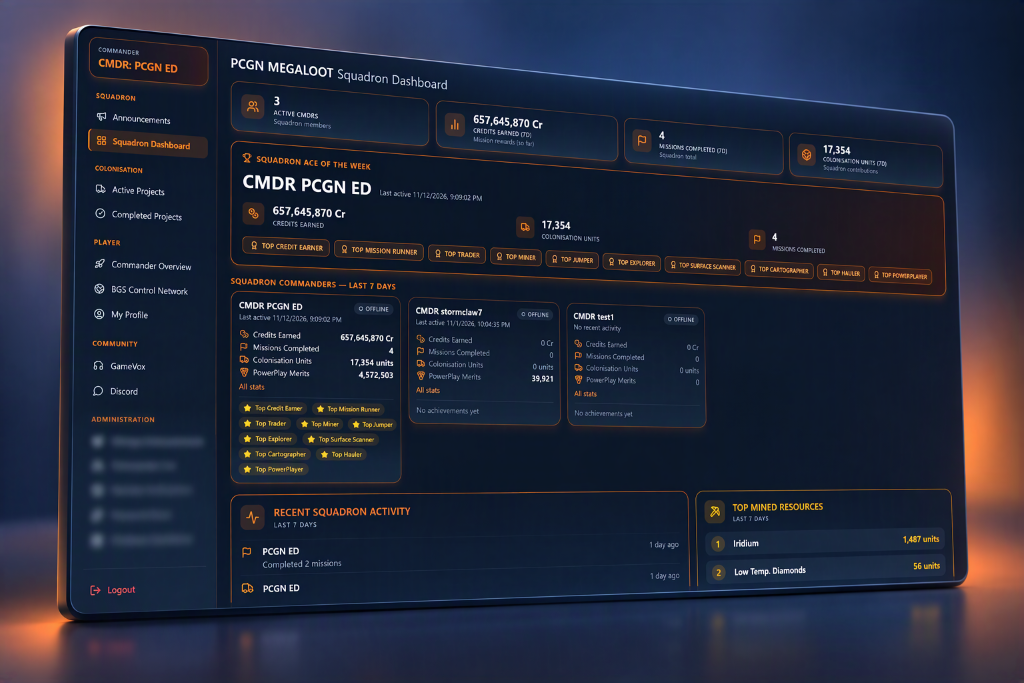 COMMANDER
CMDR: PCGN ED
SQUADRON
Announcements
Squadron Dashboard
COLONISATION
Active Projects
Completed Projects
PLAYER
Commander Overview
BGS Control Network
My Profile
COMMUNITY
GameVox
Discord
ADMINISTRATION
Logout
PCGN MEGALOOT Squadron Dashboard
3
ACTIVE CMDRS
Squadron members
657,645,870 Cr
CREDITS EARNED (7D)
Mission rewards (so far)
4
MISSIONS COMPLETED (7D)
Squadron total
17,354
COLONISATION UNITS (7D)
Squadron contributions
SQUADRON ACE OF THE WEEK
CMDR PCGN ED Last active 11/12/2026, 9:09:02 PM
657,645,870 Cr
CREDITS EARNED
17,354
COLONISATION UNITS
4
MISSIONS COMPLETED
TOP CREDIT EARNER TOP MISSION RUNNER TOP TRADER TOP MINER TOP JUMPER TOP EXPLORER TOP SURFACE SCANNER TOP CARTOGRAPHER TOP HAULER TOP POWERPLAYER
SQUADRON COMMANDERS — LAST 7 DAYS
CMDR PCGN ED OFFLINE
Last active 11/12/2026, 9:09:02 PM
Credits Earned 657,645,870 Cr
Missions Completed 4
Colonisation Units 17,354 units
PowerPlay Merits 4,572,503
All stats
Top Credit Earner Top Mission Runner
Top Trader Top Miner Top Jumper
Top Explorer Top Surface Scanner
Top Cartographer Top Hauler
Top PowerPlayer
CMDR stormclaw7 OFFLINE
Last active 11/1/2026, 10:04:35 PM
Credits Earned 0 Cr
Missions Completed 0
Colonisation Units 0 units
PowerPlay Merits 39,921
All stats
No achievements yet
CMDR test1 OFFLINE
No recent activity
Credits Earned 0 Cr
Missions Completed 0
Colonisation Units 0 units
PowerPlay Merits 0
All stats
No achievements yet
RECENT SQUADRON ACTIVITY
LAST 7 DAYS
PCGN ED 1 day ago
Completed 2 missions
PCGN ED 1 day ago
TOP MINED RESOURCES
LAST 7 DAYS
1 Iridium 1,487 units
2 Low Temp. Diamonds 56 units